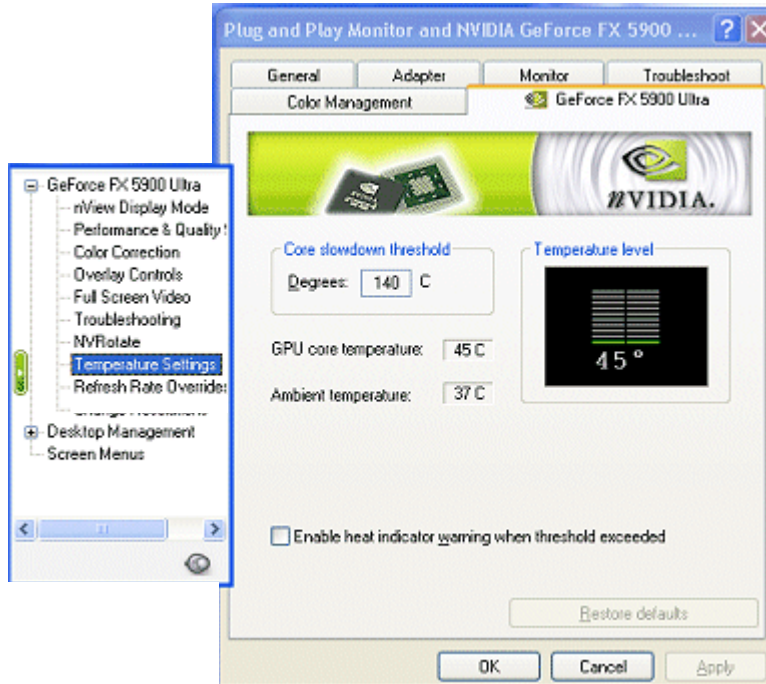 Plug and Play Monitor and NVIDIA GeForce FX 5900 ...
General Adapter Monitor Troubleshoot
Color Management GeForce FX 5900 Ultra
nVIDIA.
GeForce FX 5900 Ultra
nView Display Mode
Performance & Quality
Color Correction
Overlay Controls
Full Screen Video
Troubleshooting
NVRotate
Temperature Settings
Refresh Rate Overrides
Desktop Management
Screen Menus
Core slowdown threshold
Degrees: 140 C
GPU core temperature: 45 C
Ambient temperature: 37 C
Temperature level
45°
Enable heat indicator warning when threshold exceeded
Restore defaults
OK Cancel Apply